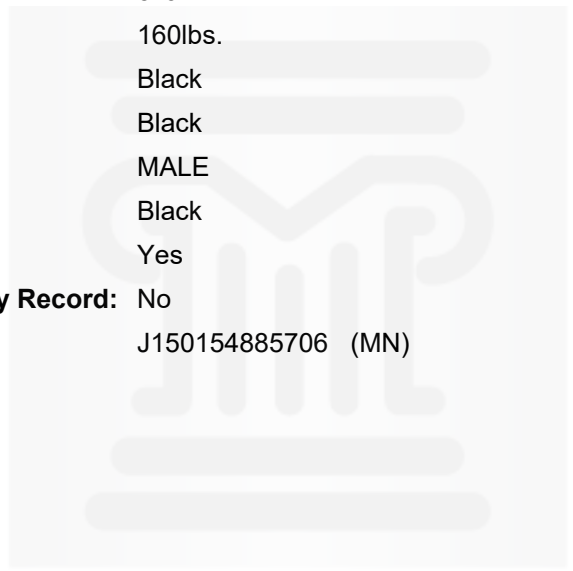 160lbs.
Black
Black
MALE
Black
Yes
y Record: No
J150154885706 (MN)